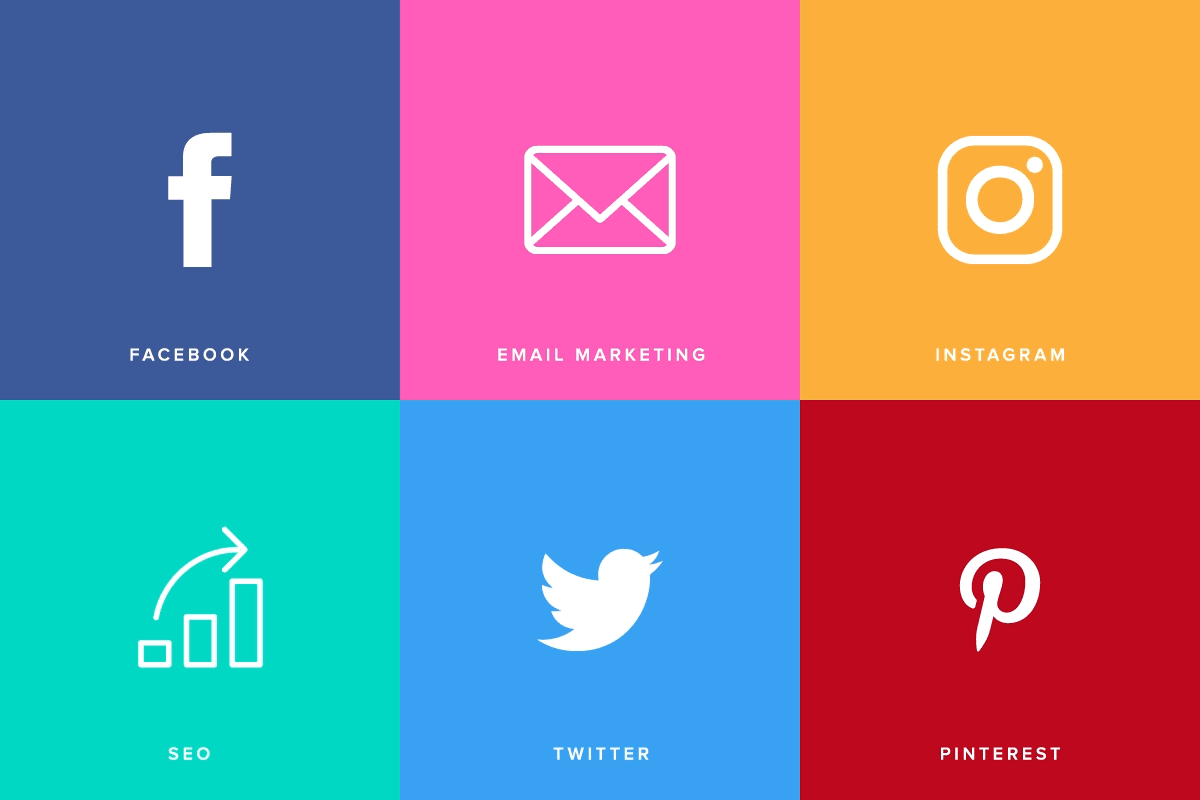 FACEBOOK
EMAIL MARKETING
INSTAGRAM
SEO
TWITTER
PINTEREST